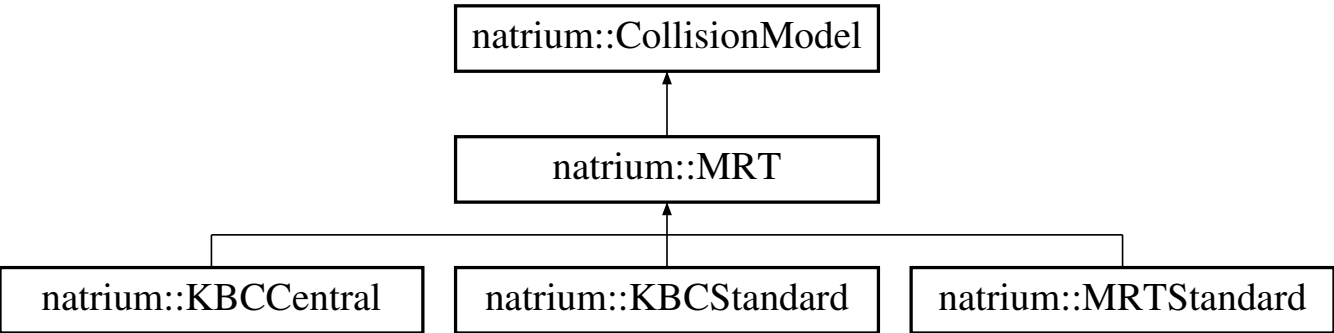 natrium::CollisionModel
natrium::MRT
natrium::KBCCentral
natrium::KBCStandard
natrium::MRTStandard